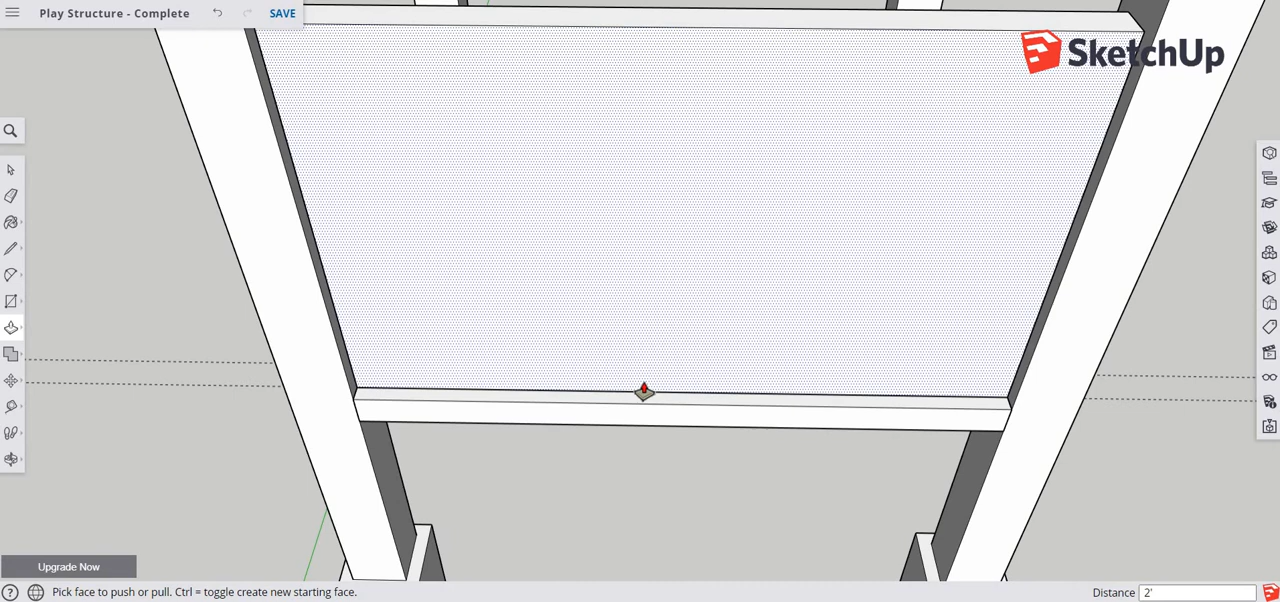 Play Structure - Complete SAVE
SketchUp
Upgrade Now
Pick face to push or pull. Ctrl = toggle create new starting face. Distance 2'